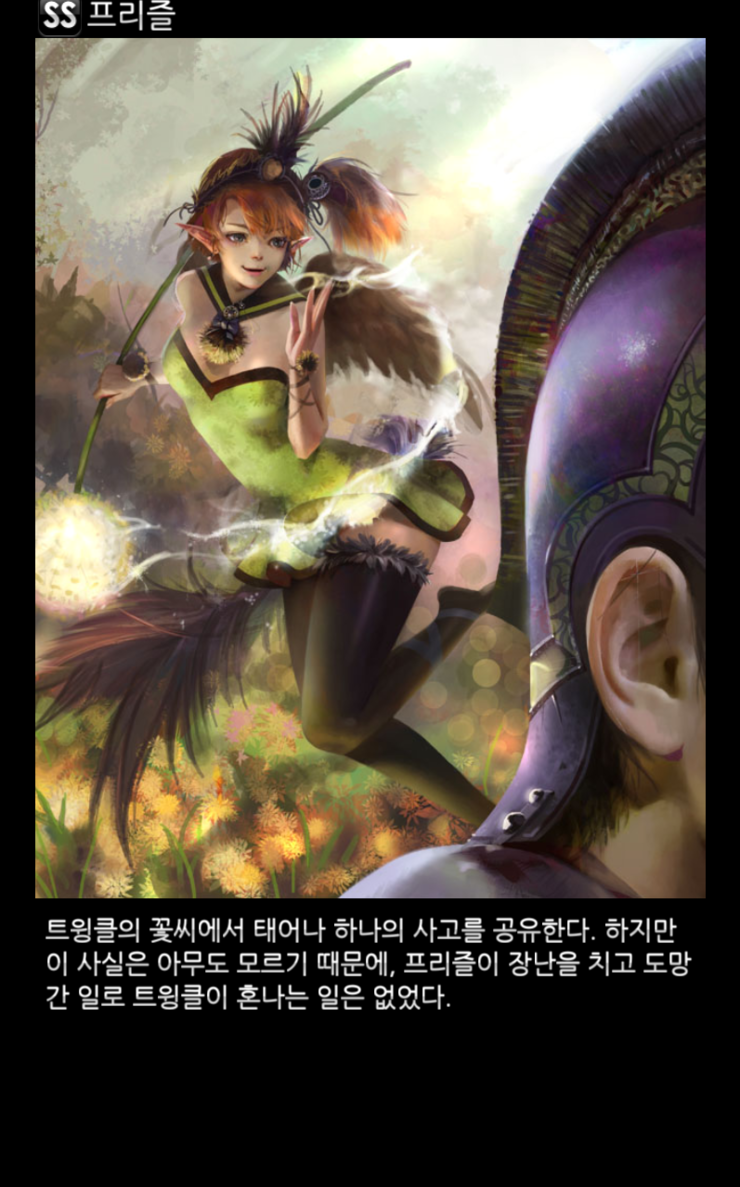 SS 프리즐
트윙클의 꽃씨에서 태어나 하나의 사고를 공유한다. 하지만
이 사실은 아무도 모르기 때문에, 프리즐이 장난을 치고 도망
간 일로 트윙클이 혼나는 일은 없었다.